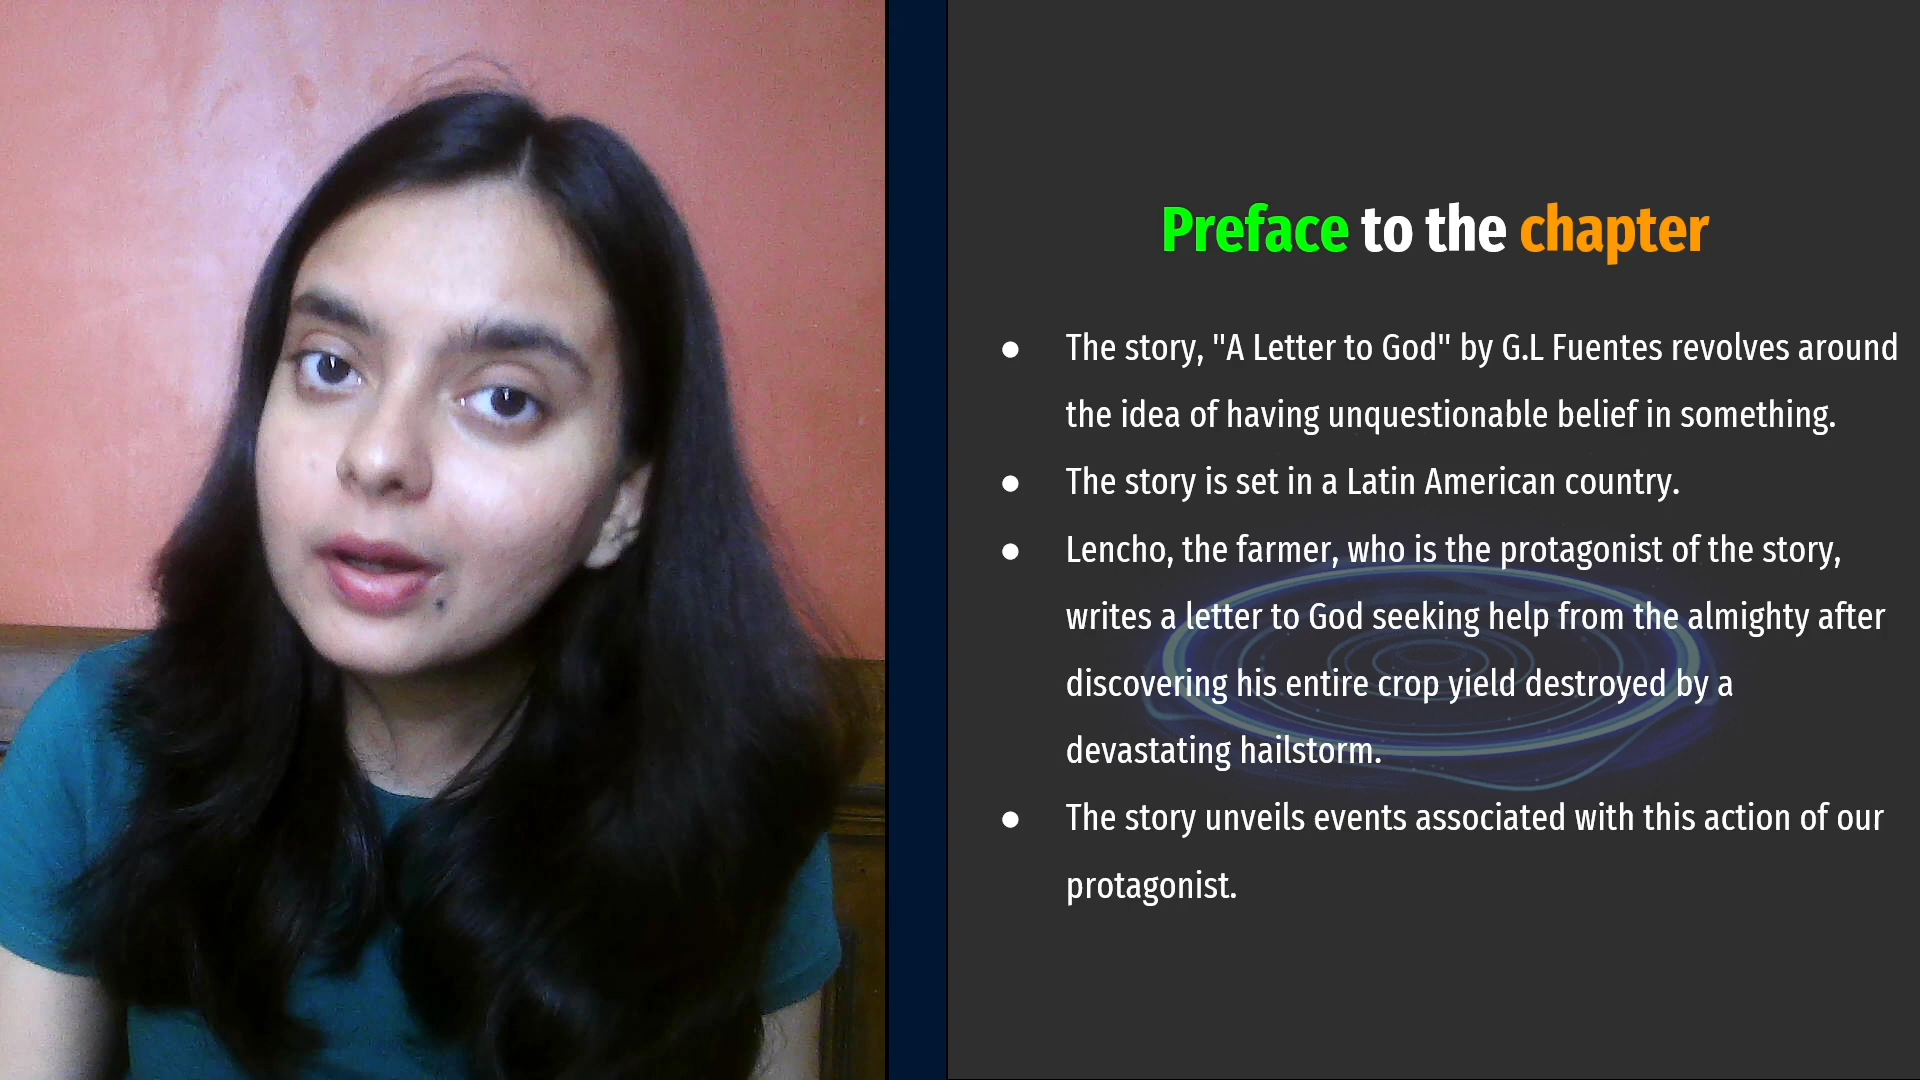 Preface to the chapter
● The story, "A Letter to God" by G.L Fuentes revolves around
the idea of having unquestionable belief in something.
● The story is set in a Latin American country.
● Lencho, the farmer, who is the protagonist of the story,
writes a letter to God seeking help from the almighty after
discovering his entire crop yield destroyed by a
devastating hailstorm.
● The story unveils events associated with this action of our
protagonist.